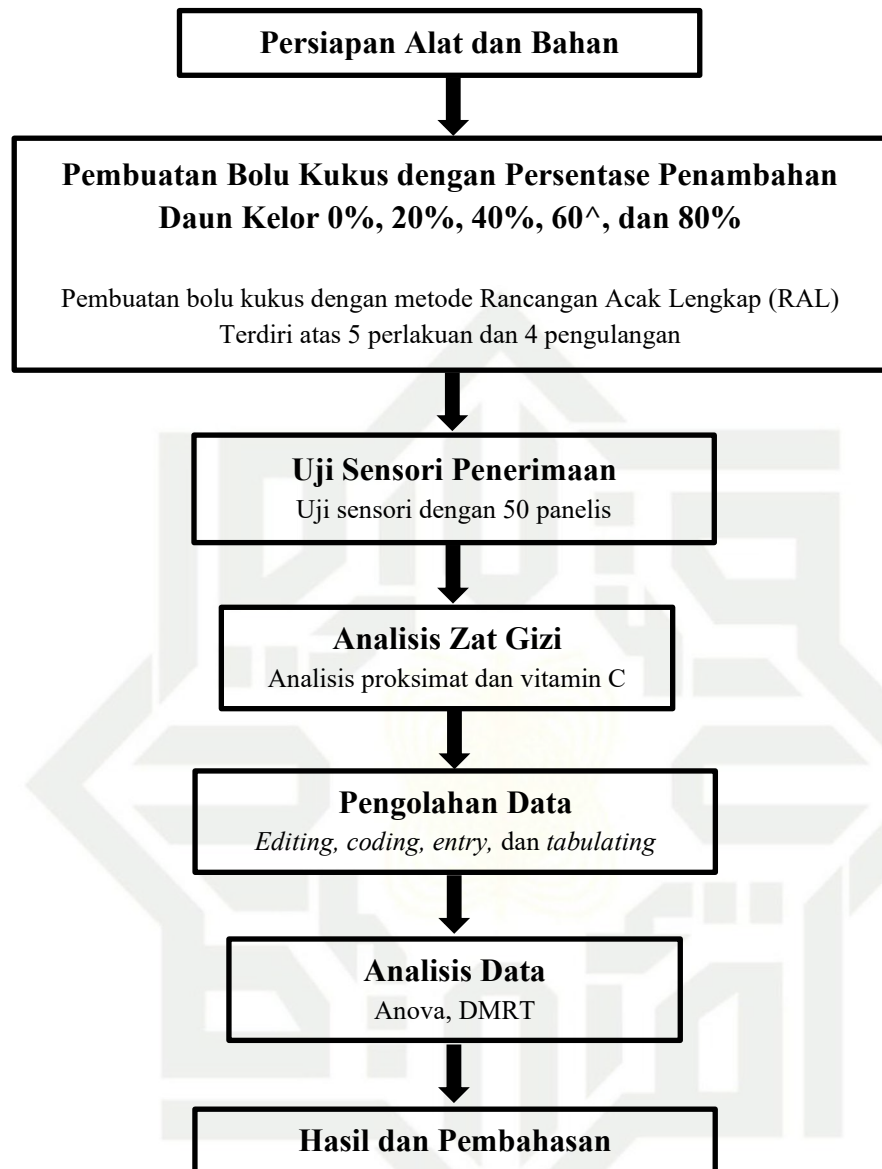 Persiapan Alat dan Bahan
Pembuatan Bolu Kukus dengan Persentase Penambahan
Daun Kelor 0%, 20%, 40%, 60^, dan 80%
Pembuatan bolu kukus dengan metode Rancangan Acak Lengkap (RAL)
Terdiri atas 5 perlakuan dan 4 pengulangan
Uji Sensori Penerimaan
Uji sensori dengan 50 panelis
Analisis Zat Gizi
Analisis proksimat dan vitamin C
Pengolahan Data
Editing, coding, entry, dan tabulating
Analisis Data
Anova, DMRT
Hasil dan Pembahasan